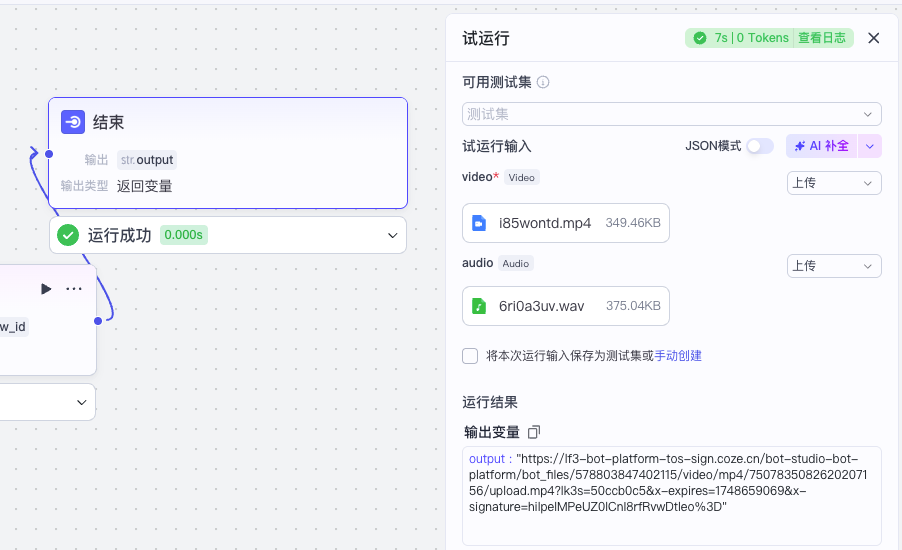 结束
输出 str. output
输出类型 返回变量
运行成功 0.000s
w_id
试运行 7s | 0 Tokens 查看日志
可用测试集
测试集
试运行输入 JSON模式 AI 补全
video* Video 上传
i85wontd.mp4 349.46KB
audio Audio 上传
6ri0a3uv.wav 375.04KB
将本次运行输入保存为测试集或手动创建
运行结果
输出变量
output : "https://lf3-bot-platform-tos-sign.coze.cn/bot-studio-bot-
platform/bot_files/578803847402115/video/mp4/7507835082620207
156/upload.mp4?lk3s=50ccb0c5&x-expires=1748659069&x-
signature=hilpelMPeUZ0lCnl8rfRvwDtleo%3D"